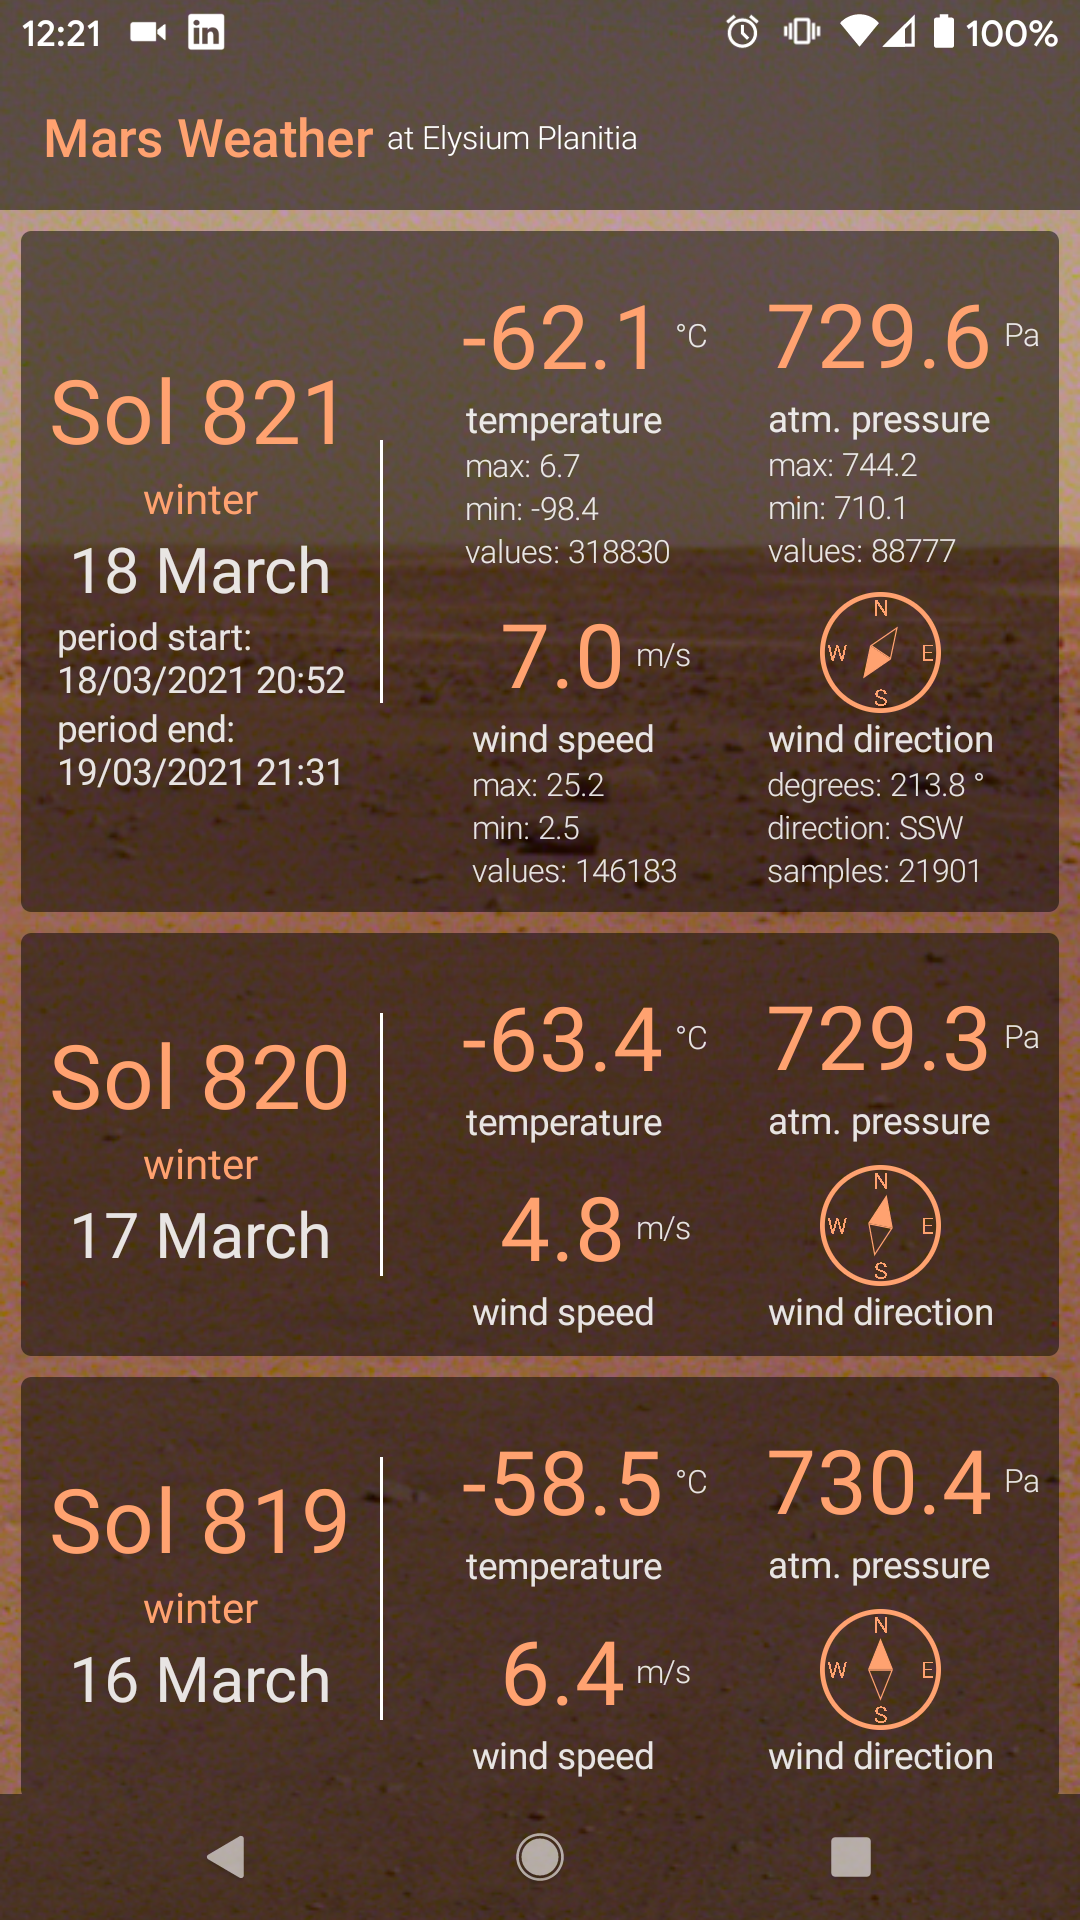 12:21 in 100%
Mars Weather at Elysium Planitia
Sol 821
winter
18 March
period start:
18/03/2021 20:52
period end:
19/03/2021 21:31
-62.1 °C
temperature
max: 6.7
min: -98.4
values: 318830
729.6 Pa
atm. pressure
max: 744.2
min: 710.1
values: 88777
7.0 m/s
wind speed
max: 25.2
min: 2.5
values: 146183
N
W E
S
wind direction
degrees: 213.8 °
direction: SSW
samples: 21901
Sol 820
winter
17 March
-63.4 °C
temperature
729.3 Pa
atm. pressure
4.8 m/s
wind speed
N
W E
S
wind direction
Sol 819
winter
16 March
-58.5 °C
temperature
730.4 Pa
atm. pressure
6.4 m/s
wind speed
N
W E
S
wind direction